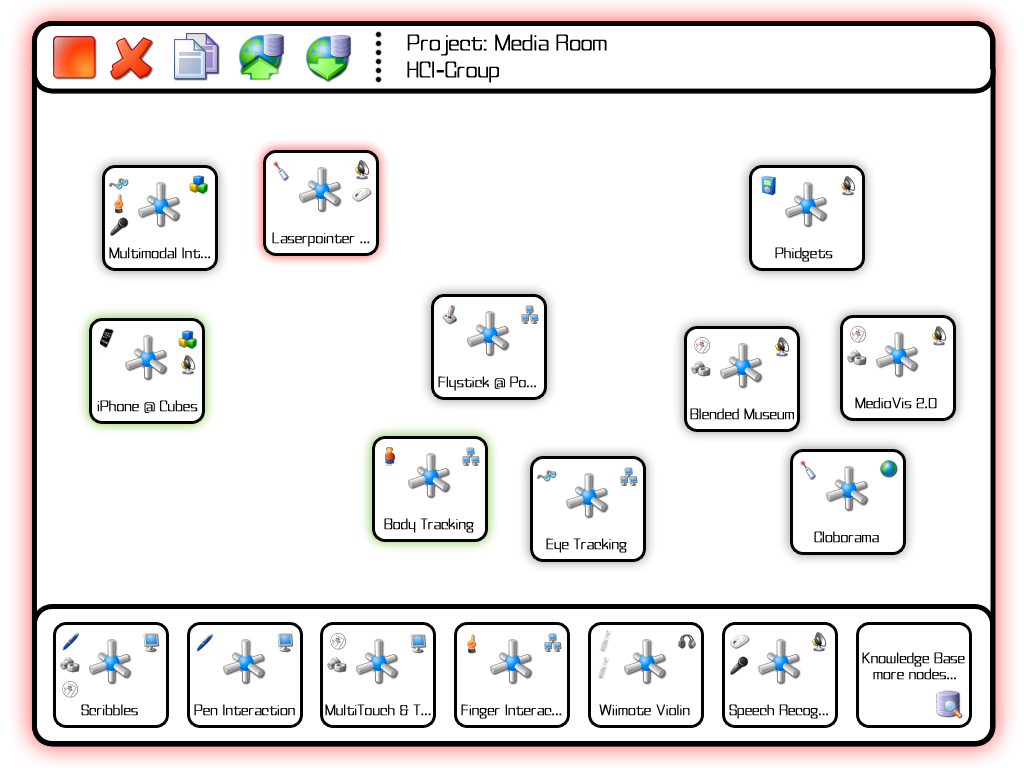 Project: Media Room
HCI-Group
Multimodal Int...
Laserpointer ...
Phidgets
iPhone @ Cubes
Flystick @ Po...
Blended Museum
MedioVis 2.0
Body Tracking
Eye Tracking
Globorama
Scribbles
Pen Interaction
MultiTouch & T...
Finger Interac...
Wiimote Violin
Speech Recog...
Knowledge Base
more nodes...